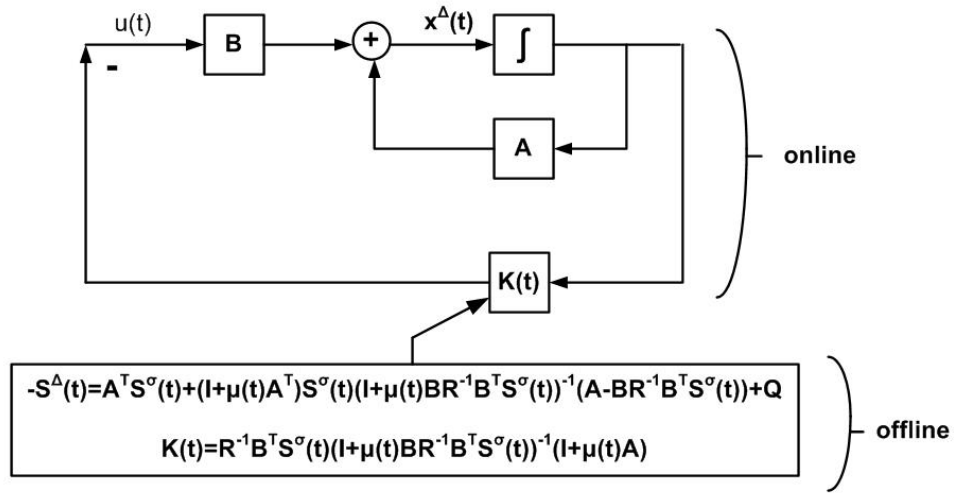 u(t)
-
B
+
x^Δ(t)
∫
A
online
K(t)
-S^Δ(t)=A^TS^σ(t)+(I+μ(t)A^T)S^σ(t)(I+μ(t)BR^-1B^TS^σ(t))^-1(A-BR^-1B^TS^σ(t))+Q
K(t)=R^-1B^TS^σ(t)(I+μ(t)BR^-1B^TS^σ(t))^-1(I+μ(t)A)
offline